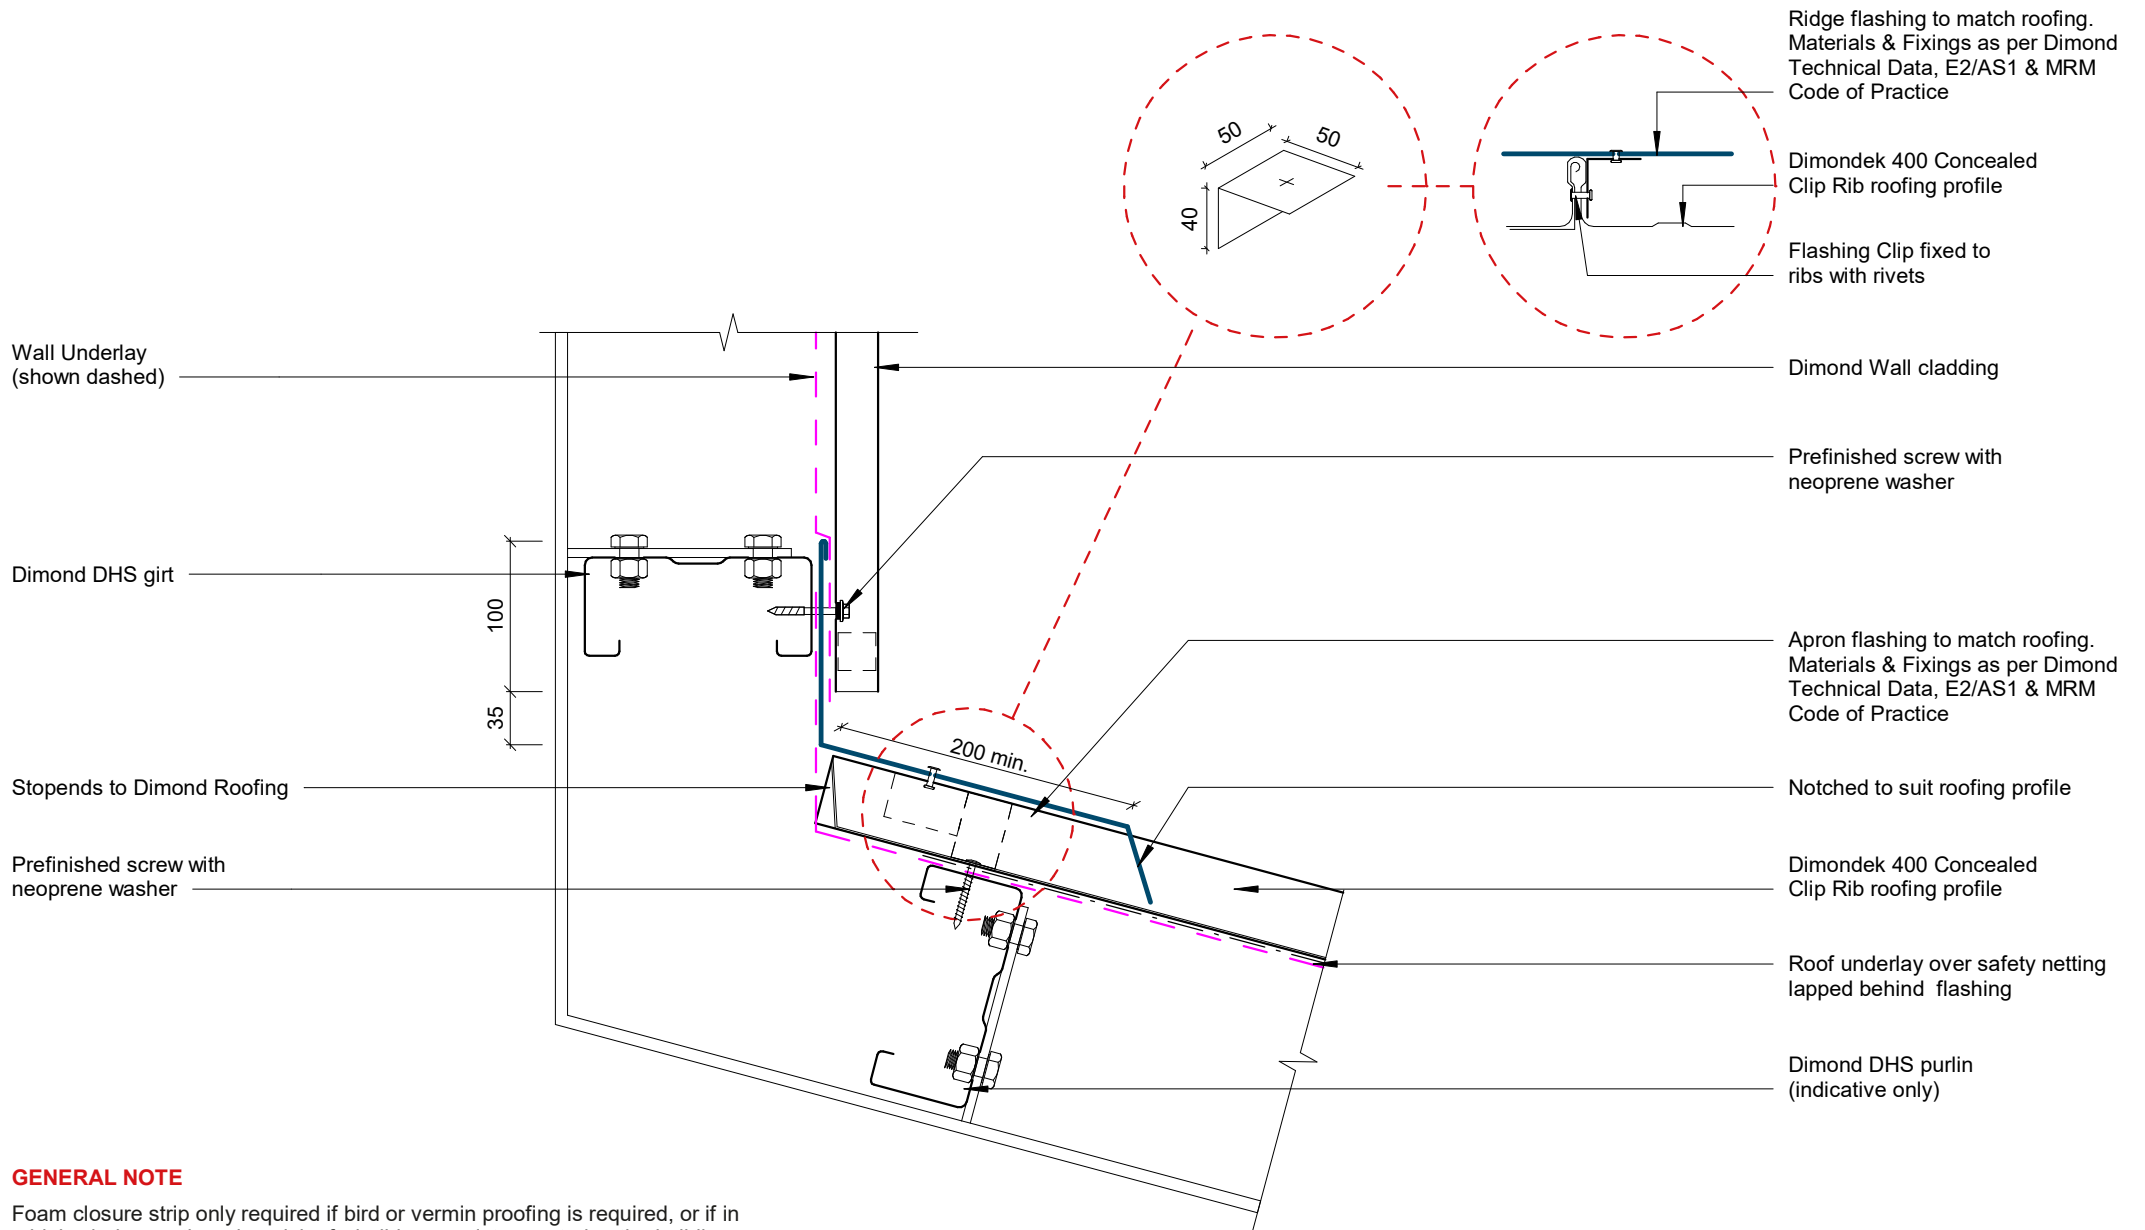 Ridge flashing to match roofing.
Materials & Fixings as per Dimond
Technical Data, E2/AS1 & MRM
Code of Practice
50
50
40
Dimondek 400 Concealed
Clip Rib roofing profile
Flashing Clip fixed to
ribs with rivets
Wall Underlay
(shown dashed)
Dimond Wall cladding
Prefinished screw with
neoprene washer
Dimond DHS girt
100
35
Apron flashing to match roofing.
Materials & Fixings as per Dimond
Technical Data, E2/AS1 & MRM
Code of Practice
200 min.
Stopends to Dimond Roofing
Notched to suit roofing profile
Prefinished screw with
neoprene washer
Dimondek 400 Concealed
Clip Rib roofing profile
Roof underlay over safety netting
lapped behind flashing
Dimond DHS purlin
(indicative only)
GENERAL NOTE
Foam closure strip only required if bird or vermin proofing is required, or if in